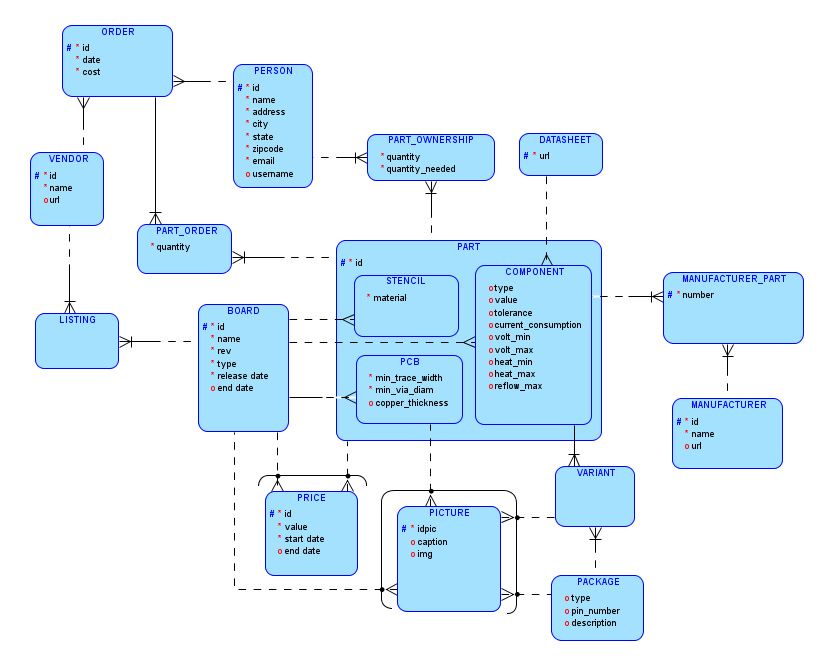 ORDER
# * id
* date
* cost
PERSON
# * id
* name
* address
* city
* state
* zipcode
* email
o username
PART_OWNERSHIP
* quantity
* quantity_needed
DATASHEET
# * url
VENDOR
# * id
* name
o url
PART_ORDER
* quantity
PART
# * id
STENCIL
* material
COMPONENT
o type
o value
o tolerance
o current_consumption
o volt_min
o volt_max
o heat_min
o heat_max
o reflow_max
MANUFACTURER_PART
# * number
LISTING
BOARD
# * id
* name
* rev
* type
* release date
o end date
PCB
* min_trace_width
* min_via_diam
o copper_thickness
MANUFACTURER
# * id
* name
o url
VARIANT
PRICE
# * id
* value
* start date
o end date
PICTURE
# * idpic
o caption
o img
PACKAGE
o type
o pin_number
o description